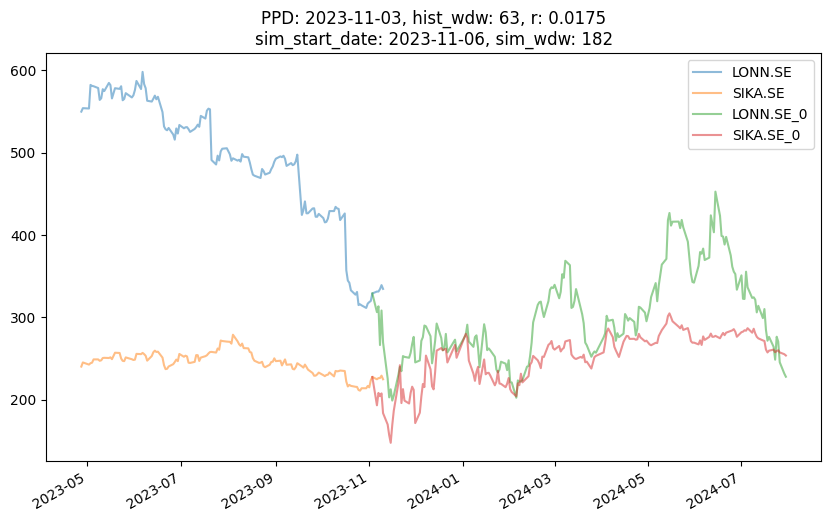 PPD: 2023-11-03, hist_wdw: 63, r: 0.0175
sim_start_date: 2023-11-06, sim_wdw: 182
LONN.SE
SIKA.SE
LONN.SE_0
SIKA.SE_0
600
500
400
300
200
2023-05
2023-07
2023-09
2023-11
2024-01
2024-03
2024-05
2024-07